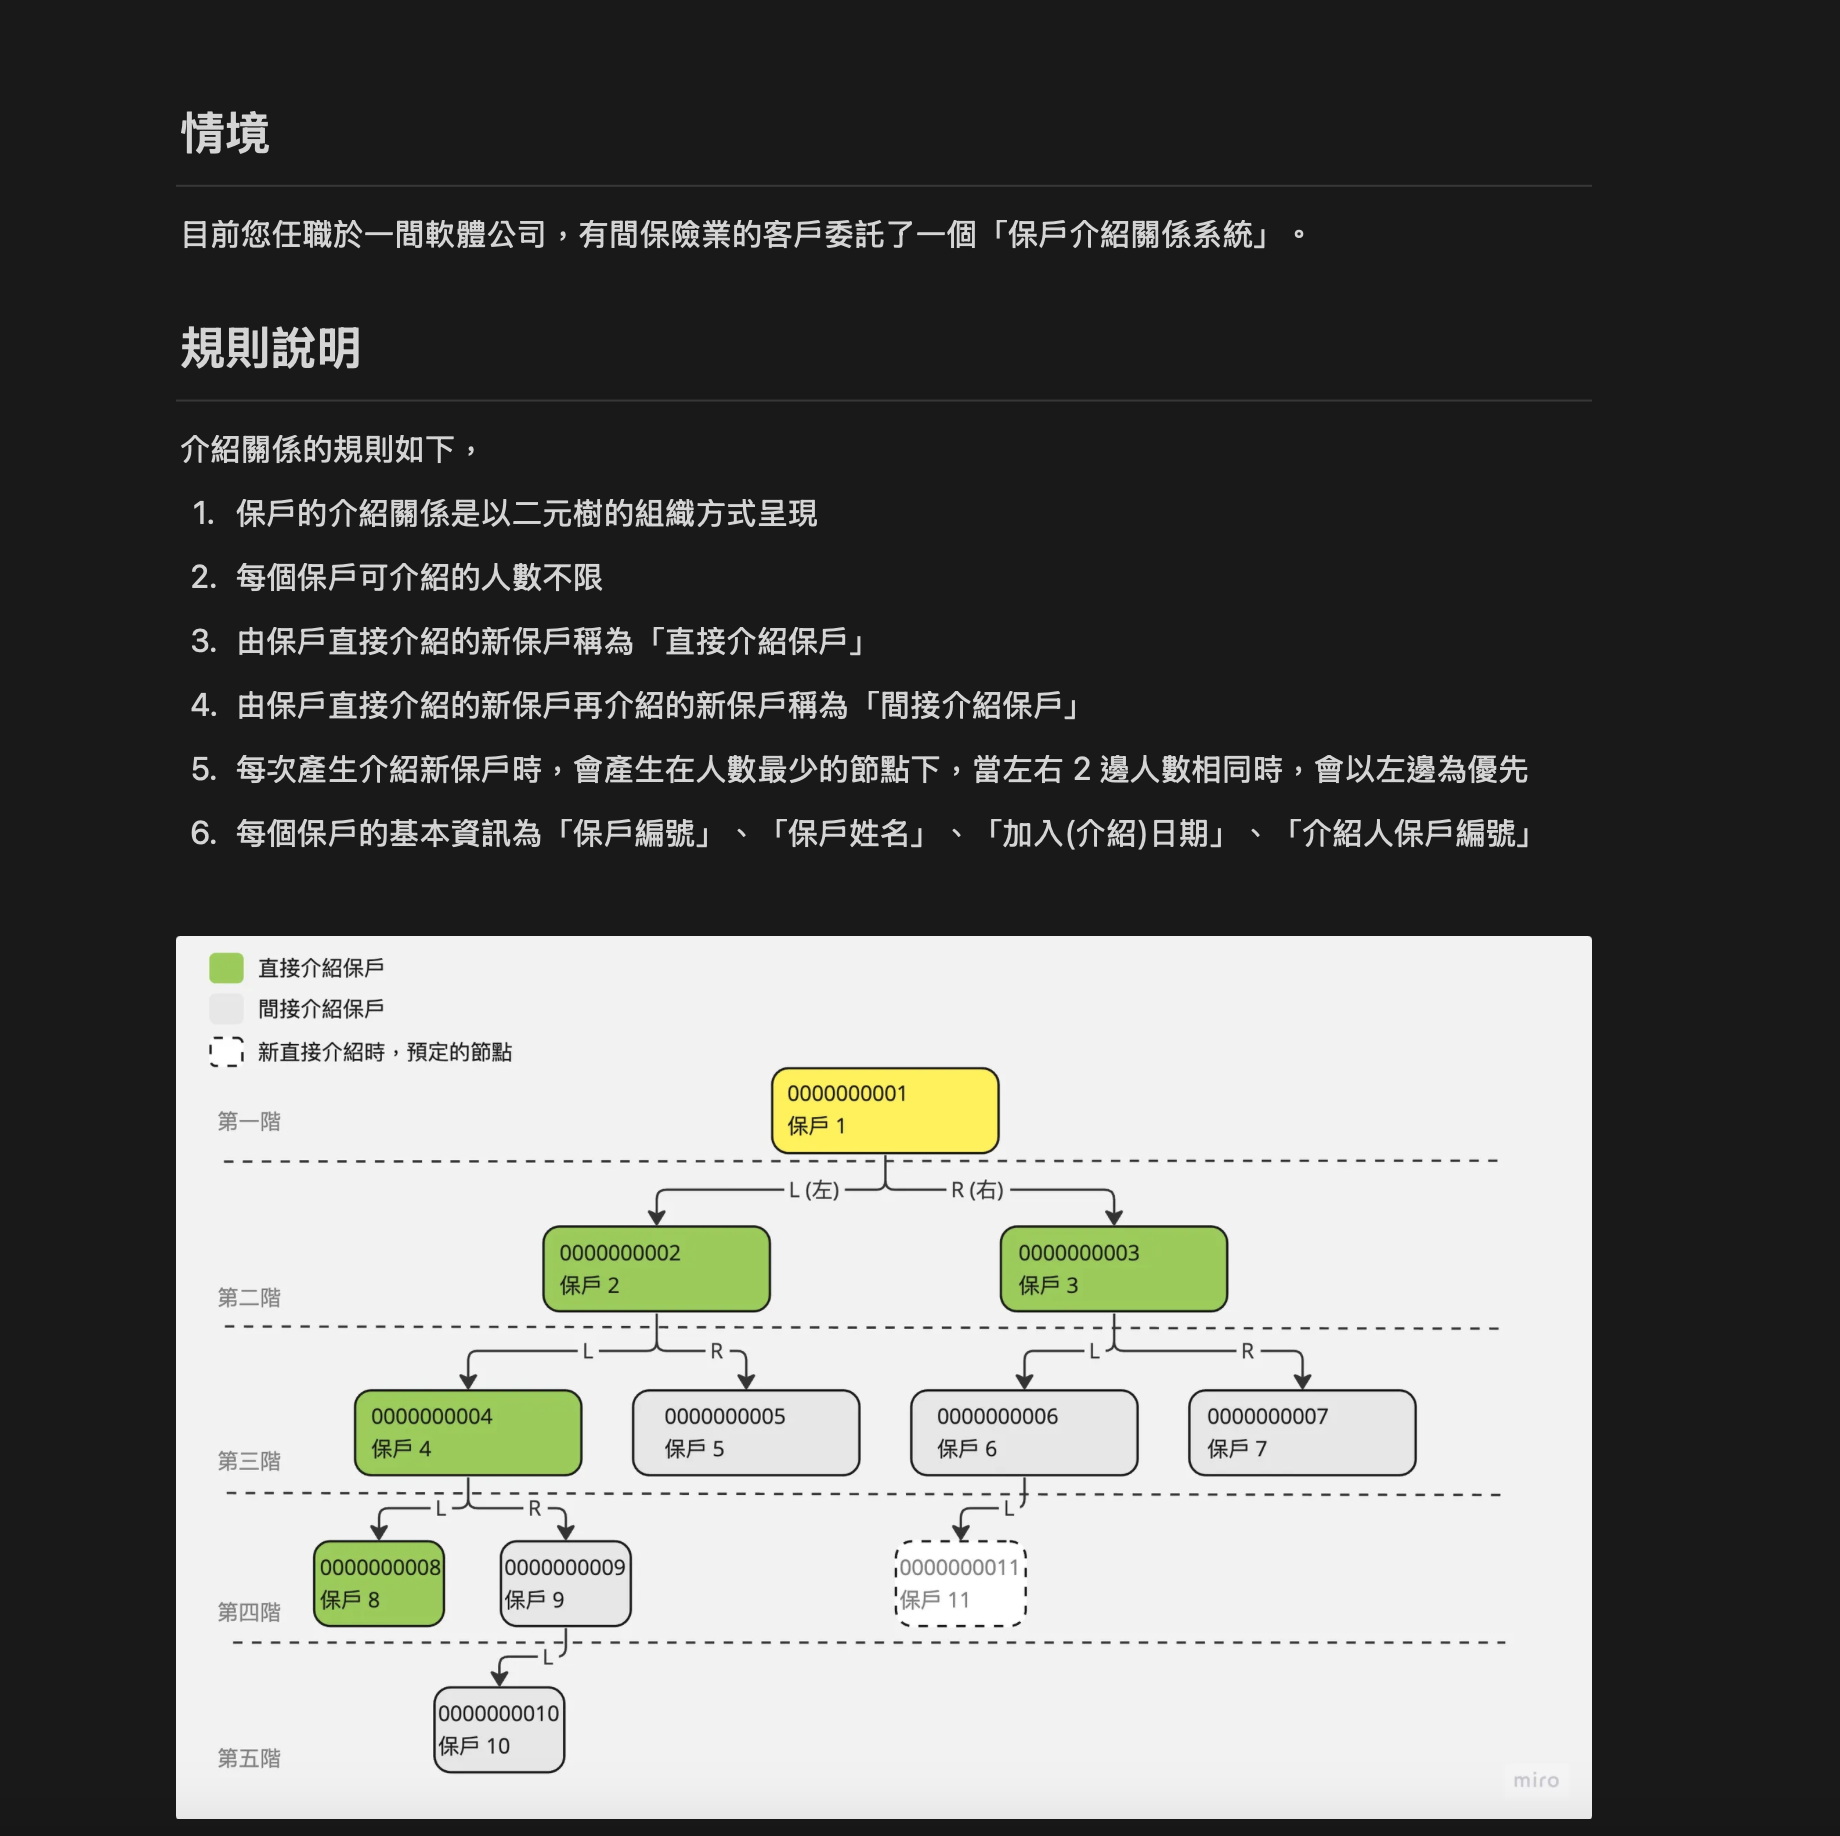 情境
目前您任職於一間軟體公司，有間保險業的客戶委託了一個「保戶介紹關係系統」。
規則說明
介紹關係的規則如下，
1. 保戶的介紹關係是以二元樹的組織方式呈現
2. 每個保戶可介紹的人數不限
3. 由保戶直接介紹的新保戶稱為「直接介紹保戶」
4. 由保戶直接介紹的新保戶再介紹的新保戶稱為「間接介紹保戶」
5. 每次產生介紹新保戶時，會產生在人數最少的節點下，當左右 2 邊人數相同時，會以左邊為優先
6. 每個保戶的基本資訊為「保戶編號」、「保戶姓名」、「加入(介紹)日期」、「介紹人保戶編號」
直接介紹保戶
間接介紹保戶
新直接介紹時，預定的節點
第一階
0000000001
保戶 1
L (左)
R (右)
第二階
0000000002
保戶 2
0000000003
保戶 3
L
R
L
R
第三階
0000000004
保戶 4
0000000005
保戶 5
0000000006
保戶 6
0000000007
保戶 7
L
R
L
第四階
0000000008
保戶 8
0000000009
保戶 9
0000000011
保戶 11
L
第五階
0000000010
保戶 10
miro